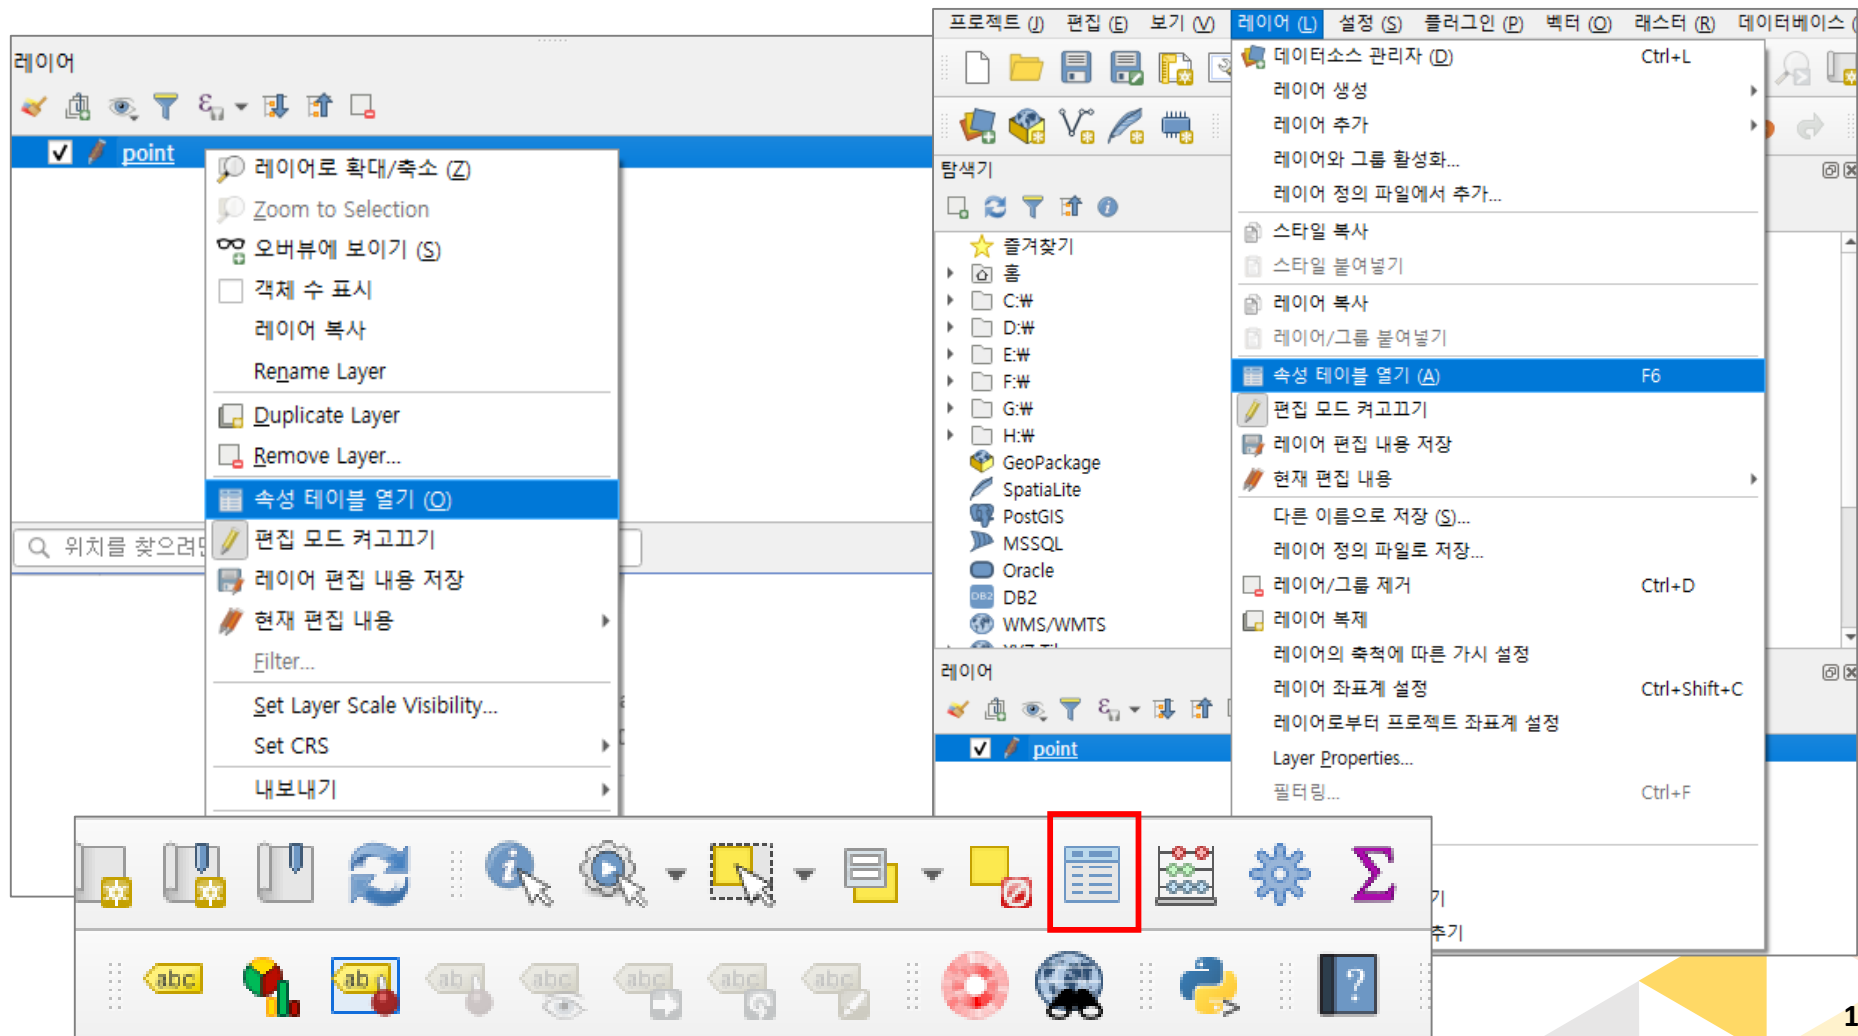 레이어
point
레이어로 확대/축소 (Z)
Zoom to Selection
오버뷰에 보이기 (S)
객체 수 표시
레이어 복사
Rename Layer
Duplicate Layer
Remove Layer...
속성 테이블 열기 (O)
편집 모드 켜고끄기
레이어 편집 내용 저장
현재 편집 내용
Filter...
Set Layer Scale Visibility...
Set CRS
내보내기
위치를 찾으려면
프로젝트 (J) 편집 (E) 보기 (V) 레이어 (L) 설정 (S) 플러그인 (P) 벡터 (O) 래스터 (R) 데이터베이스 (
데이터소스 관리자 (D) Ctrl+L
레이어 생성
레이어 추가
레이어와 그룹 활성화...
레이어 정의 파일에서 추가...
스타일 복사
스타일 붙여넣기
레이어 복사
레이어/그룹 붙여넣기
속성 테이블 열기 (A) F6
편집 모드 켜고끄기
레이어 편집 내용 저장
현재 편집 내용
다른 이름으로 저장 (S)...
레이어 정의 파일로 저장...
레이어/그룹 제거 Ctrl+D
레이어 복제
레이어의 축척에 따른 가시 설정
레이어 좌표계 설정 Ctrl+Shift+C
레이어로부터 프로젝트 좌표계 설정
Layer Properties...
필터링... Ctrl+F
기
추기
탐색기
즐겨찾기
홈
C:₩
D:₩
E:₩
F:₩
G:₩
H:₩
GeoPackage
SpatiaLite
PostGIS
MSSQL
Oracle
DB2 DB2
WMS/WMTS
레이어
point
abc
ab
ab
abc
abc
abc
abc
1